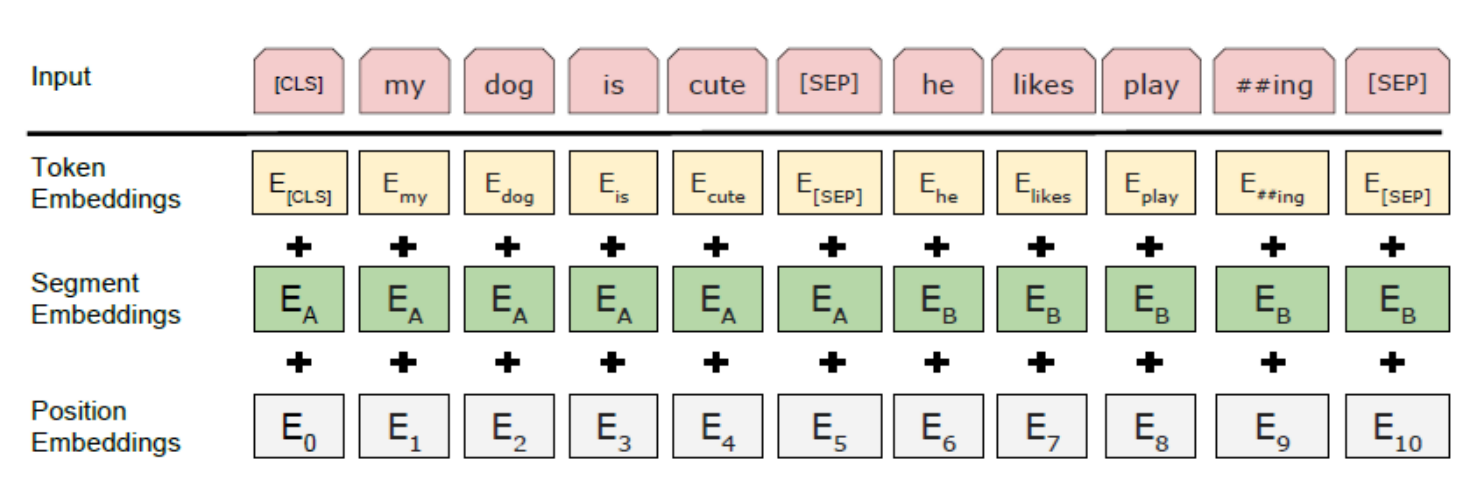 Input [CLS] my dog is cute [SEP] he likes play ##ing [SEP]
Token Embeddings E[CLS] Emy Edog Eis Ecute E[SEP] Ehe Elikes Eplay E##ing E[SEP]
+ + + + + + + + + + +
Segment Embeddings EA EA EA EA EA EA EB EB EB EB EB
+ + + + + + + + + + +
Position Embeddings E0 E1 E2 E3 E4 E5 E6 E7 E8 E9 E10